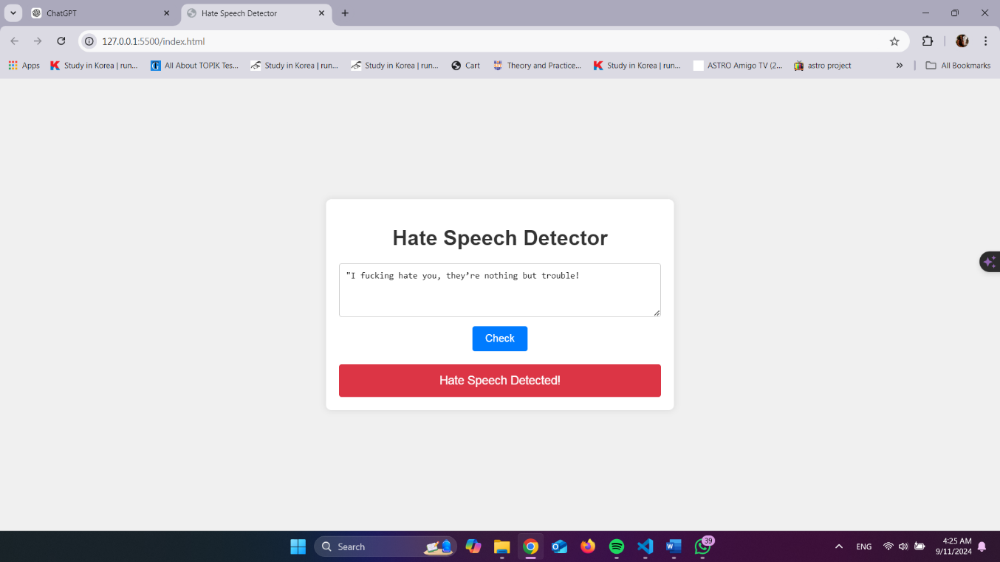 ChatGPT
Hate Speech Detector
127.0.0.1:5500/index.html
Apps
Study in Korea | run...
All About TOPIK Tes...
Study in Korea | run...
Study in Korea | run...
Cart
Theory and Practice...
Study in Korea | run...
ASTRO Amigo TV (2...
astro project
All Bookmarks
Hate Speech Detector
"I fucking hate you, they’re nothing but trouble!
Check
Hate Speech Detected!
Search
39
ENG
4:25 AM
9/11/2024